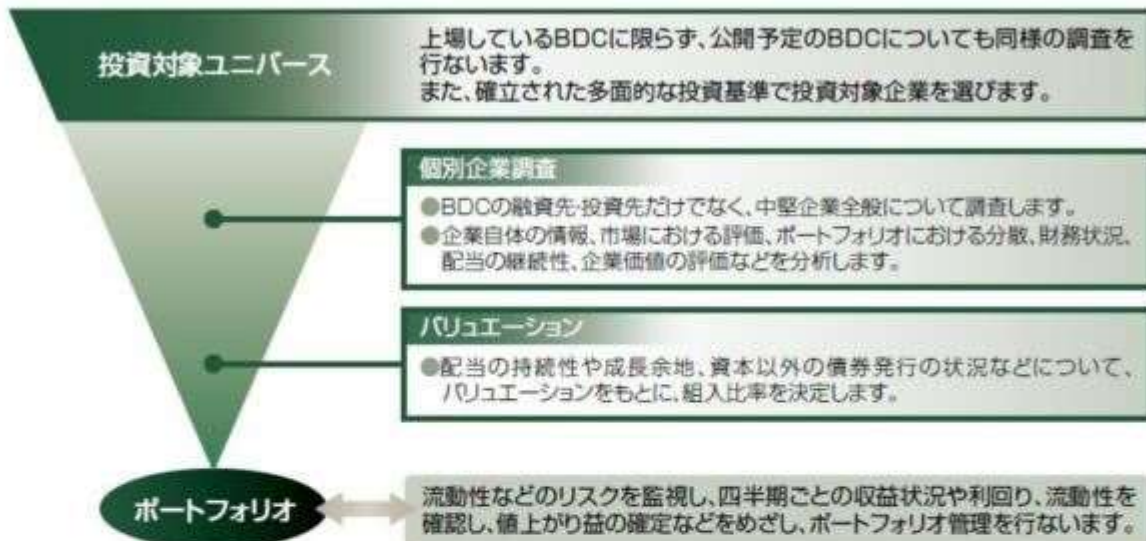 投資対象ユニバース
上場しているBDCに限らず、公開予定のBDCについても同様の調査を
行ないます。
また、確立された多面的な投資基準で投資対象企業を選びます。
個別企業調査
●BDCの融資先・投資先だけでなく、中堅企業全般について調査します。
●企業自体の情報、市場における評価、ポートフォリオにおける分散、財務状況、
配当の継続性、企業価値の評価などを分析します。
バリュエーション
●配当の持続性や成長余地、資本以外の債券発行の状況などについて、
バリュエーションをもとに、組入比率を決定します。
ポートフォリオ
流動性などのリスクを監視し、四半期ごとの収益状況や利回り、流動性を
確認し、値上がり益の確定などをめざし、ポートフォリオ管理を行ないます。